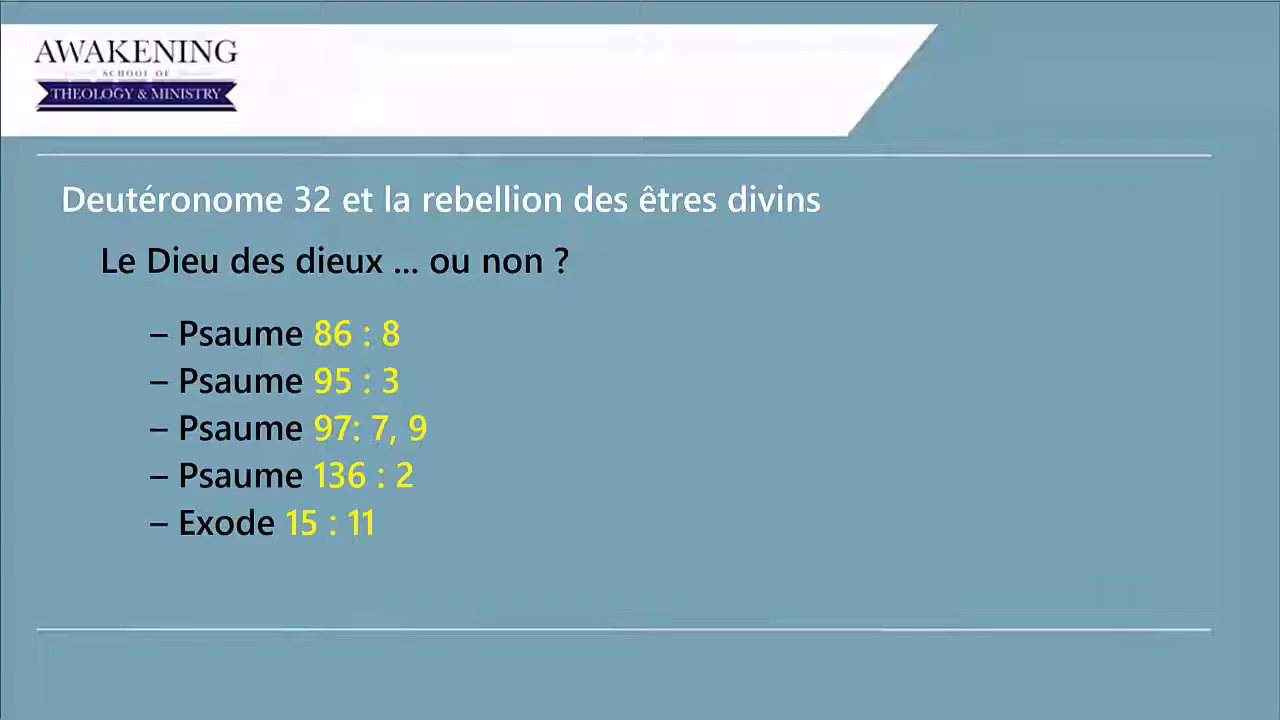 AWAKENING
SCHOOL OF
THEOLOGY & MINISTRY
Deutéronome 32 et la rebellion des êtres divins
Le Dieu des dieux ... ou non ?
– Psaume 86 : 8
– Psaume 95 : 3
– Psaume 97: 7, 9
– Psaume 136 : 2
– Exode 15 : 11